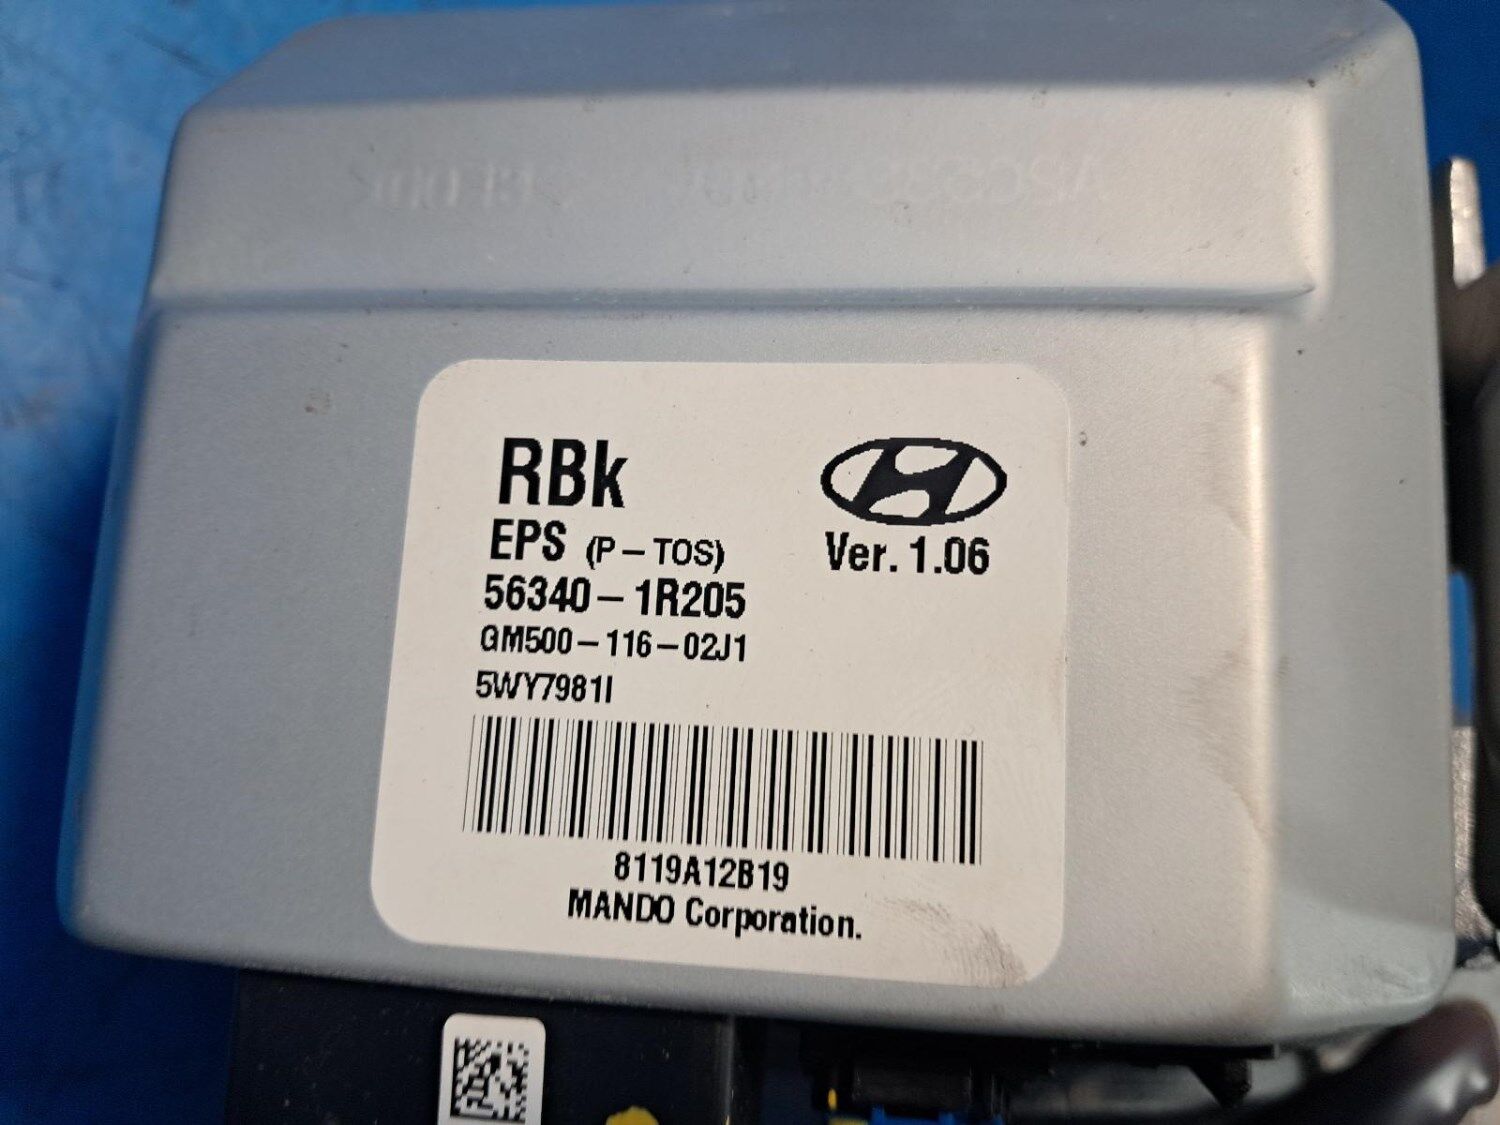 RBk
EPS (P-TOS)
Ver. 1.06
56340-1R205
GM500-116-02J1
5WY7981I
8119A12B19
MANDO Corporation.